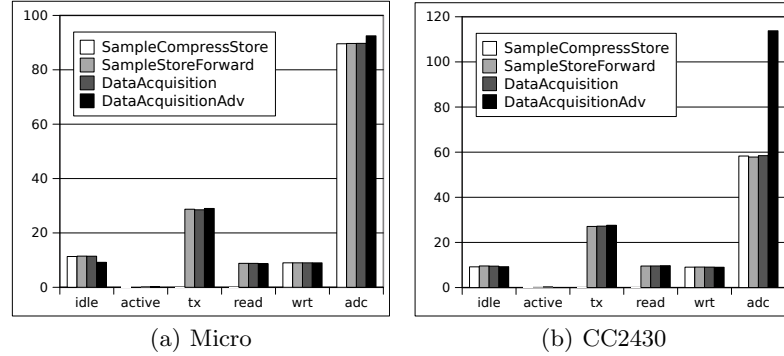 100
80
60
40
20
0
SampleCompressStore
SampleStoreForward
DataAcquisition
DataAcquisitionAdv
idle active tx read wrt adc
(a) Micro
120
100
80
60
40
20
0
SampleCompressStore
SampleStoreForward
DataAcquisition
DataAcquisitionAdv
idle active tx read wrt adc
(b) CC2430